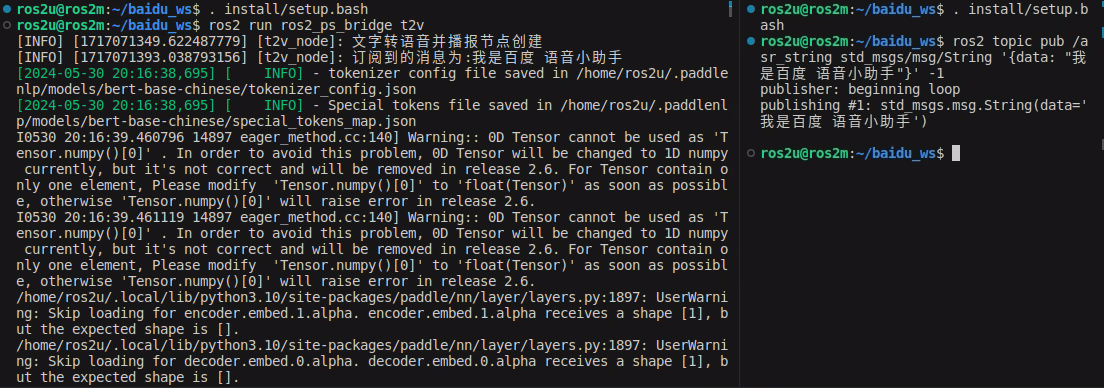 ros2u@ros2m:~/baidu_ws$ . install/setup.bash
ros2u@ros2m:~/baidu_ws$ ros2 run ros2_ps_bridge t2v
[INFO] [1717071349.622487779] [t2v_node]: 文字转语音并播报节点创建
[INFO] [1717071393.038793156] [t2v_node]: 订阅到的消息为:我是百度 语音小助手
[2024-05-30 20:16:38,695] [    INFO] - tokenizer config file saved in /home/ros2u/.paddle
nlp/models/bert-base-chinese/tokenizer_config.json
[2024-05-30 20:16:38,695] [    INFO] - Special tokens file saved in /home/ros2u/.paddlenl
p/models/bert-base-chinese/special_tokens_map.json
I0530 20:16:39.460796 14897 eager_method.cc:140] Warning:: 0D Tensor cannot be used as 'T
ensor.numpy()[0]' . In order to avoid this problem, 0D Tensor will be changed to 1D numpy
 currently, but it's not correct and will be removed in release 2.6. For Tensor contain o
nly one element, Please modify  'Tensor.numpy()[0]' to 'float(Tensor)' as soon as possibl
e, otherwise 'Tensor.numpy()[0]' will raise error in release 2.6.
I0530 20:16:39.461119 14897 eager_method.cc:140] Warning:: 0D Tensor cannot be used as 'T
ensor.numpy()[0]' . In order to avoid this problem, 0D Tensor will be changed to 1D numpy
 currently, but it's not correct and will be removed in release 2.6. For Tensor contain o
nly one element, Please modify  'Tensor.numpy()[0]' to 'float(Tensor)' as soon as possibl
e, otherwise 'Tensor.numpy()[0]' will raise error in release 2.6.
/home/ros2u/.local/lib/python3.10/site-packages/paddle/nn/layer/layers.py:1897: UserWarni
ng: Skip loading for encoder.embed.1.alpha. encoder.embed.1.alpha receives a shape [1], b
ut the expected shape is [].
/home/ros2u/.local/lib/python3.10/site-packages/paddle/nn/layer/layers.py:1897: UserWarni
ng: Skip loading for decoder.embed.0.alpha. decoder.embed.0.alpha receives a shape [1], b
ut the expected shape is [].
ros2u@ros2m:~/baidu_ws$ . install/setup.b
ash
ros2u@ros2m:~/baidu_ws$ ros2 topic pub /a
sr_string std_msgs/msg/String '{data: "我
是百度 语音小助手"}' -1
publisher: beginning loop
publishing #1: std_msgs.msg.String(data='
我是百度 语音小助手')
ros2u@ros2m:~/baidu_ws$